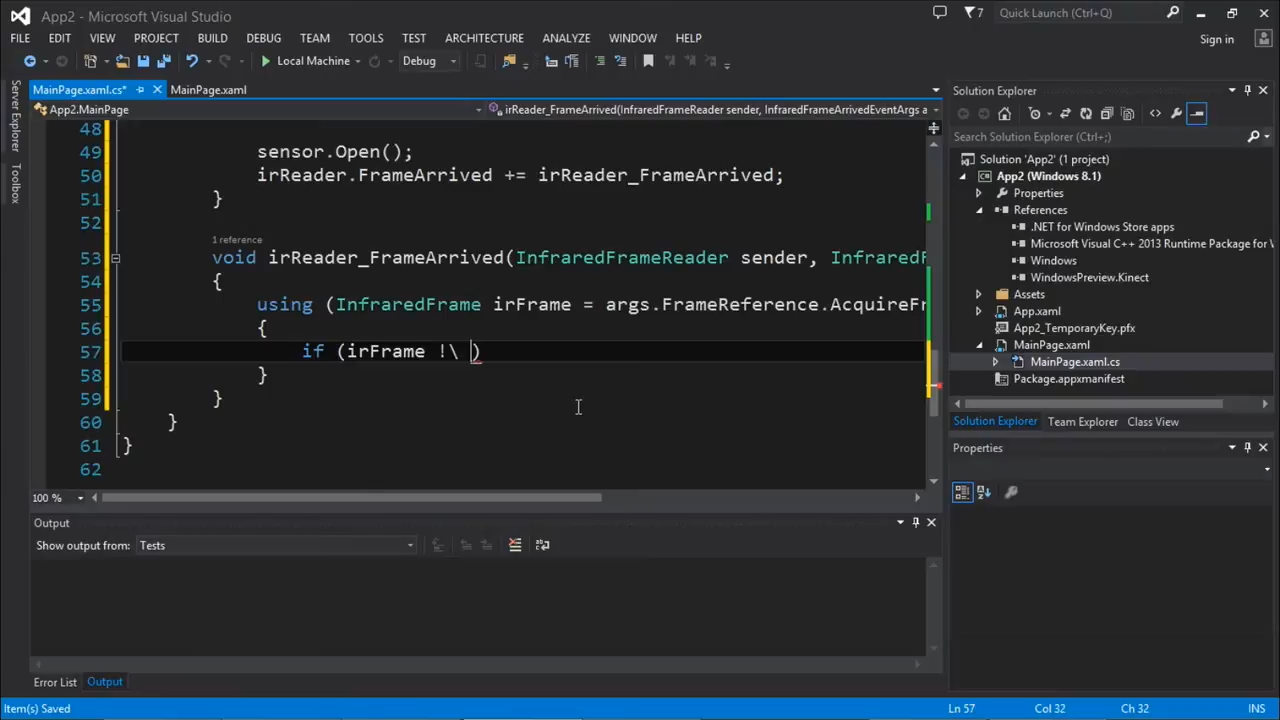 App2 - Microsoft Visual Studio
7
Quick Launch (Ctrl+Q)
FILE EDIT VIEW PROJECT BUILD DEBUG TEAM TOOLS TEST ARCHITECTURE ANALYZE WINDOW HELP
Sign in
Local Machine Debug
Server Explorer
Toolbox
MainPage.xaml.cs* MainPage.xaml
App2.MainPage irReader_FrameArrived(InfraredFrameReader sender, InfraredFrameArrivedEventArgs a
48
49 sensor.Open();
50 irReader.FrameArrived += irReader_FrameArrived;
51 }
52
1 reference
53 void irReader_FrameArrived(InfraredFrameReader sender, InfraredF
54 {
55 using (InfraredFrame irFrame = args.FrameReference.AcquireFr
56 {
57 if (irFrame !\ )
58 }
59 }
60 }
61 }
62
100 %
Output
Show output from: Tests
Error List Output
Solution Explorer
Search Solution Explorer (Ctrl+;)
Solution 'App2' (1 project)
App2 (Windows 8.1)
Properties
References
.NET for Windows Store apps
Microsoft Visual C++ 2013 Runtime Package for W
Windows
WindowsPreview.Kinect
Assets
App.xaml
App2_TemporaryKey.pfx
MainPage.xaml
MainPage.xaml.cs
Package.appxmanifest
Solution Explorer Team Explorer Class View
Properties
Item(s) Saved Ln 57 Col 32 Ch 32 INS